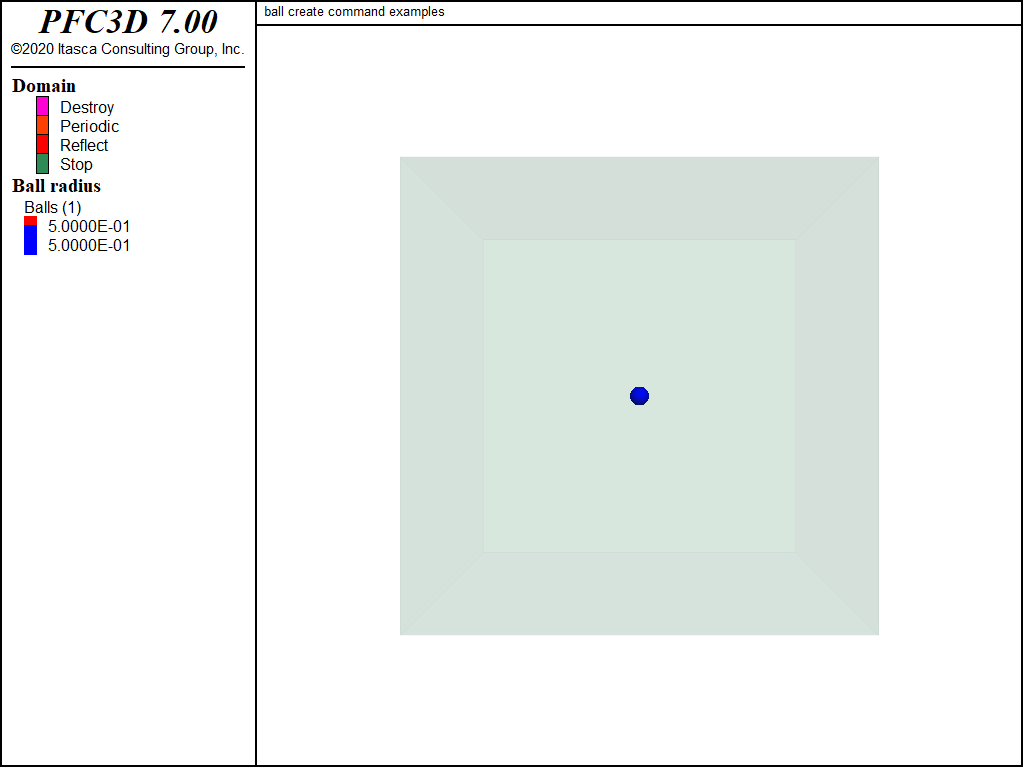 PFC3D 7.00
©2020 Itasca Consulting Group, Inc.
ball create command examples
Domain
Destroy
Periodic
Reflect
Stop
Ball radius
Balls (1)
5.0000E-01
5.0000E-01